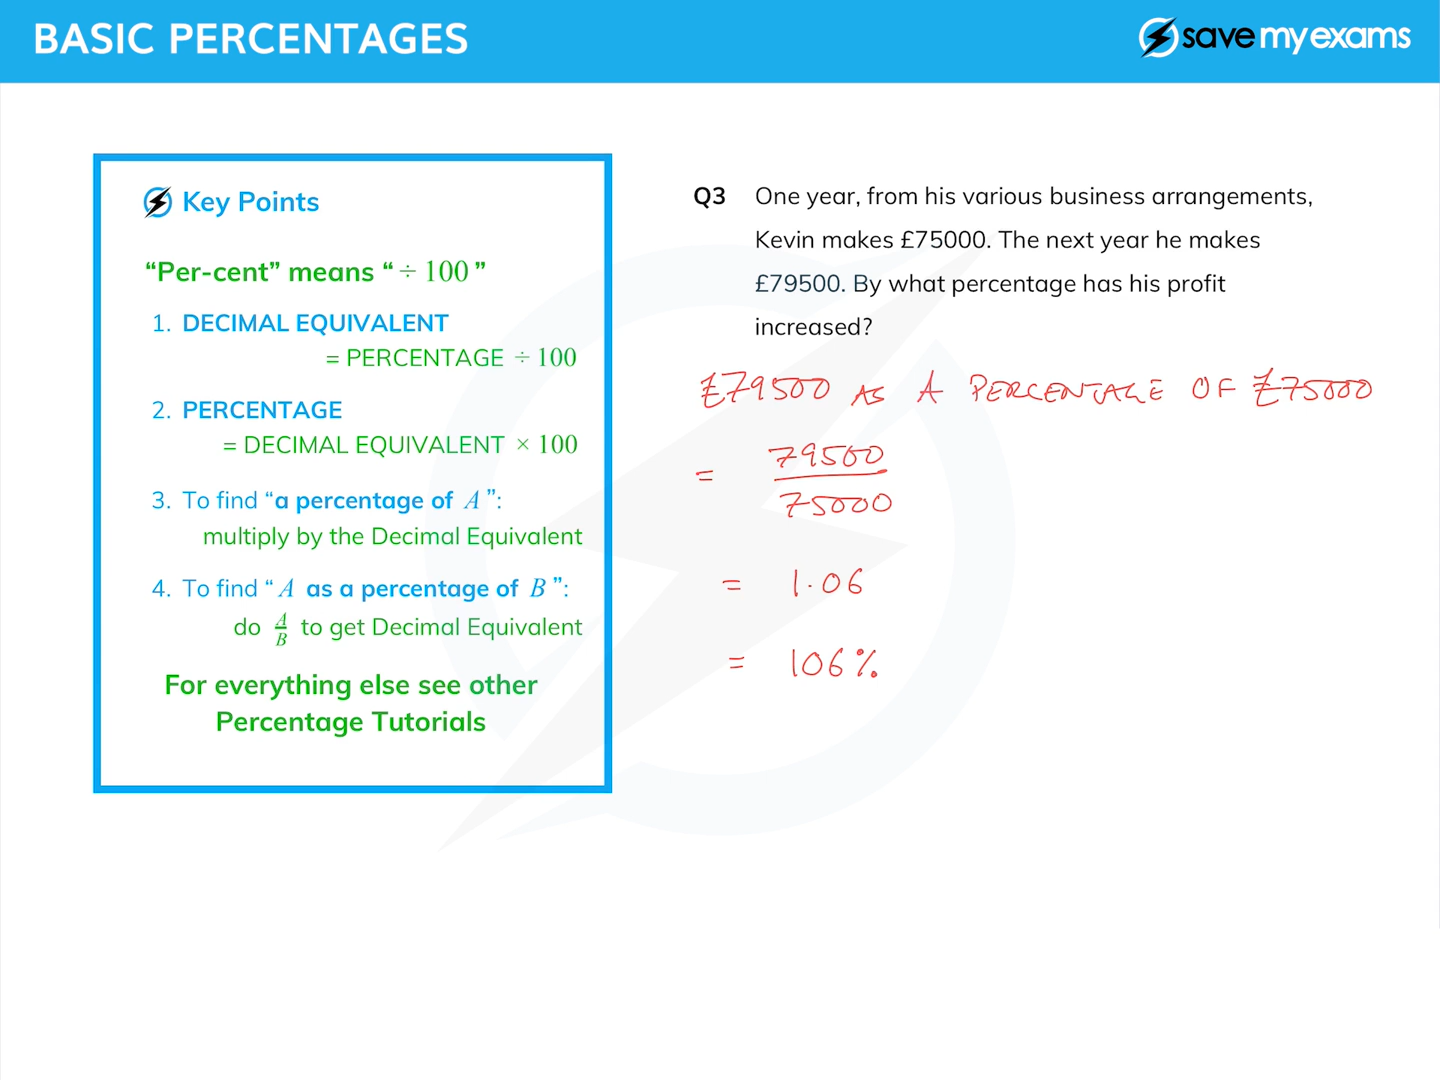 BASIC PERCENTAGES
save my exams
Key Points
“Per-cent” means “ ÷ 100 ”
1. DECIMAL EQUIVALENT
= PERCENTAGE ÷ 100
2. PERCENTAGE
= DECIMAL EQUIVALENT × 100
3. To find “a percentage of A ”:
multiply by the Decimal Equivalent
4. To find “ A as a percentage of B ”:
do A/B to get Decimal Equivalent
For everything else see other
Percentage Tutorials
Q3 One year, from his various business arrangements,
Kevin makes £75000. The next year he makes
£79500. By what percentage has his profit
increased?
£79500 AS A PERCENTAGE OF £75000
= 79500/75000
= 1.06
= 106%